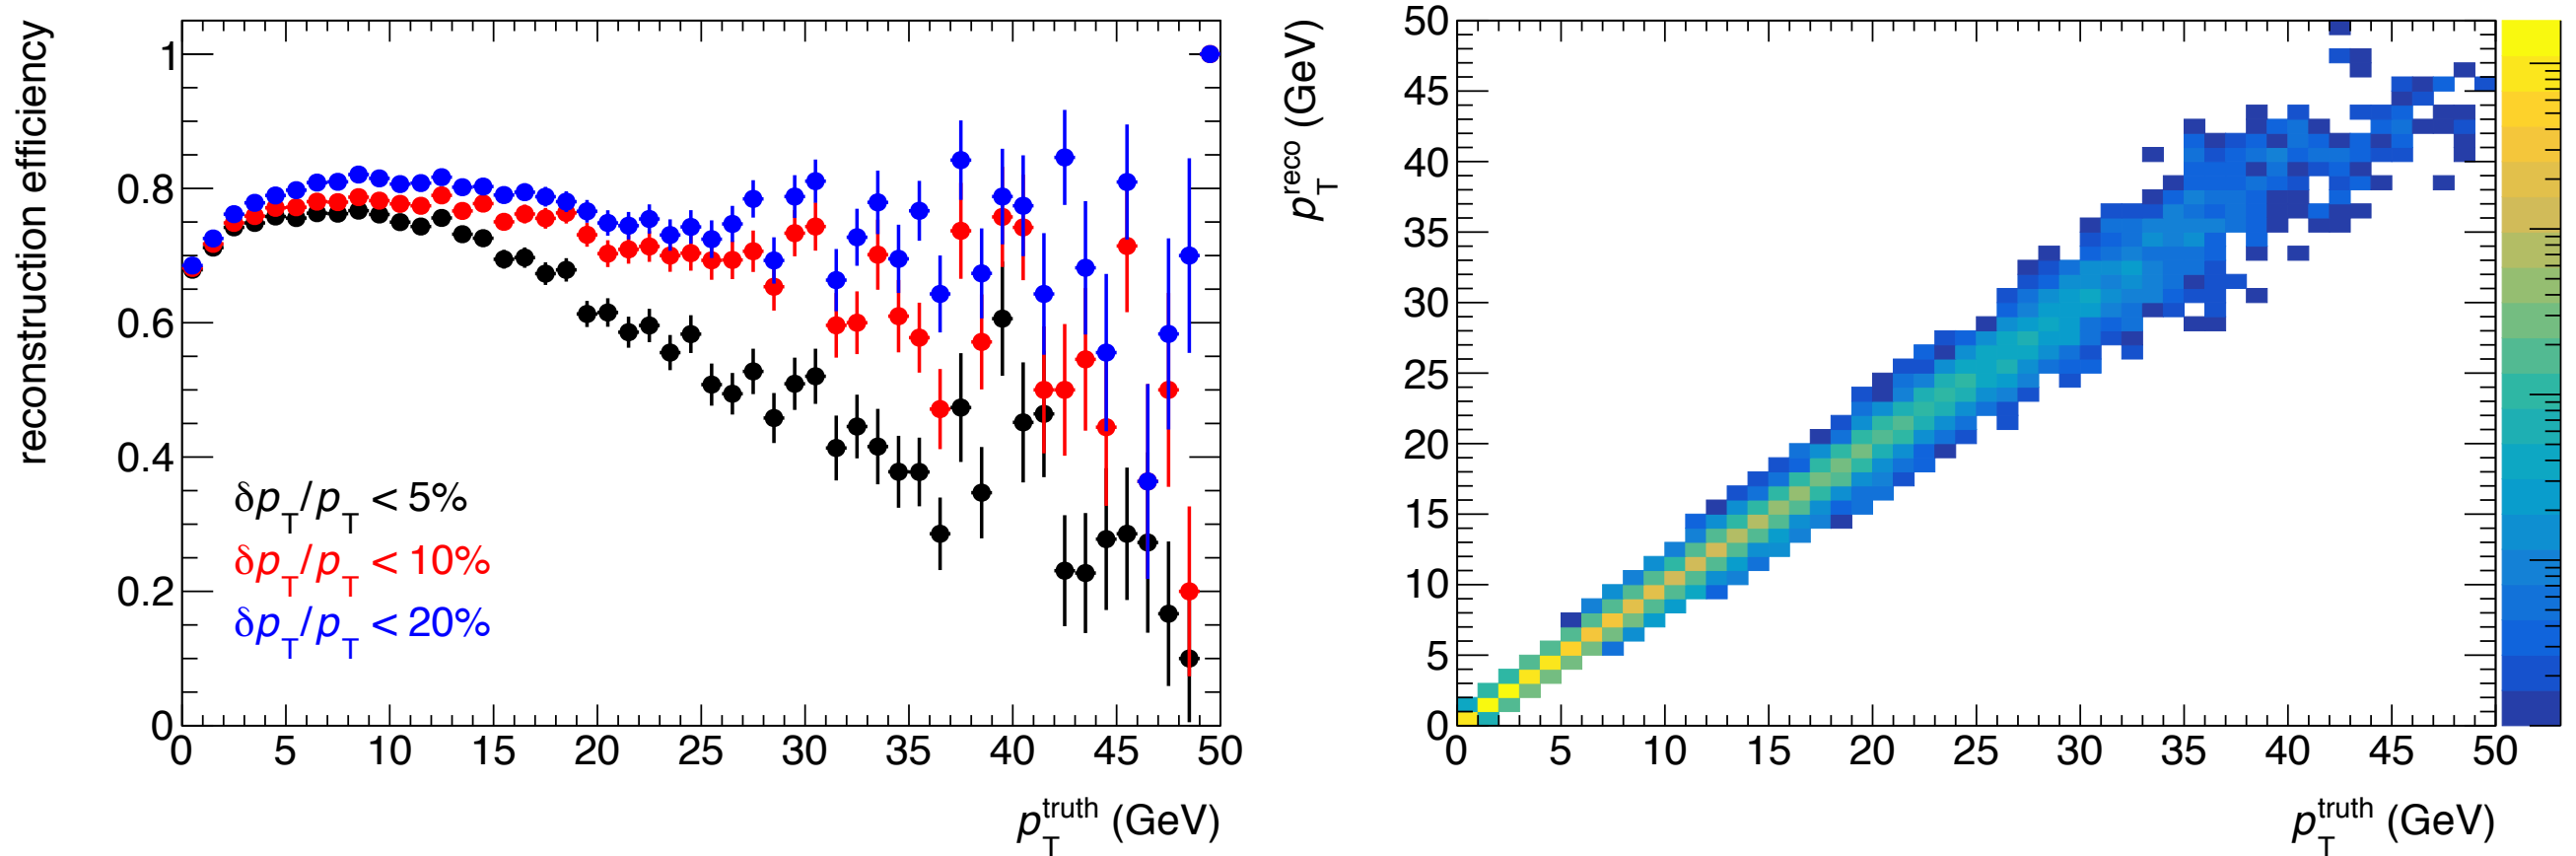 reconstruction efficiency
1
0.8
0.6
0.4
0.2
0
δp_T/p_T < 5%
δp_T/p_T < 10%
δp_T/p_T < 20%
0 5 10 15 20 25 30 35 40 45 50
p_T^truth (GeV)
p_T^reco (GeV)
50
45
40
35
30
25
20
15
10
5
0
0 5 10 15 20 25 30 35 40 45 50
p_T^truth (GeV)